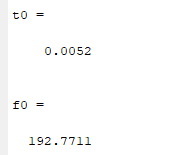 t0 =
0.0052
f0 =
192.7711